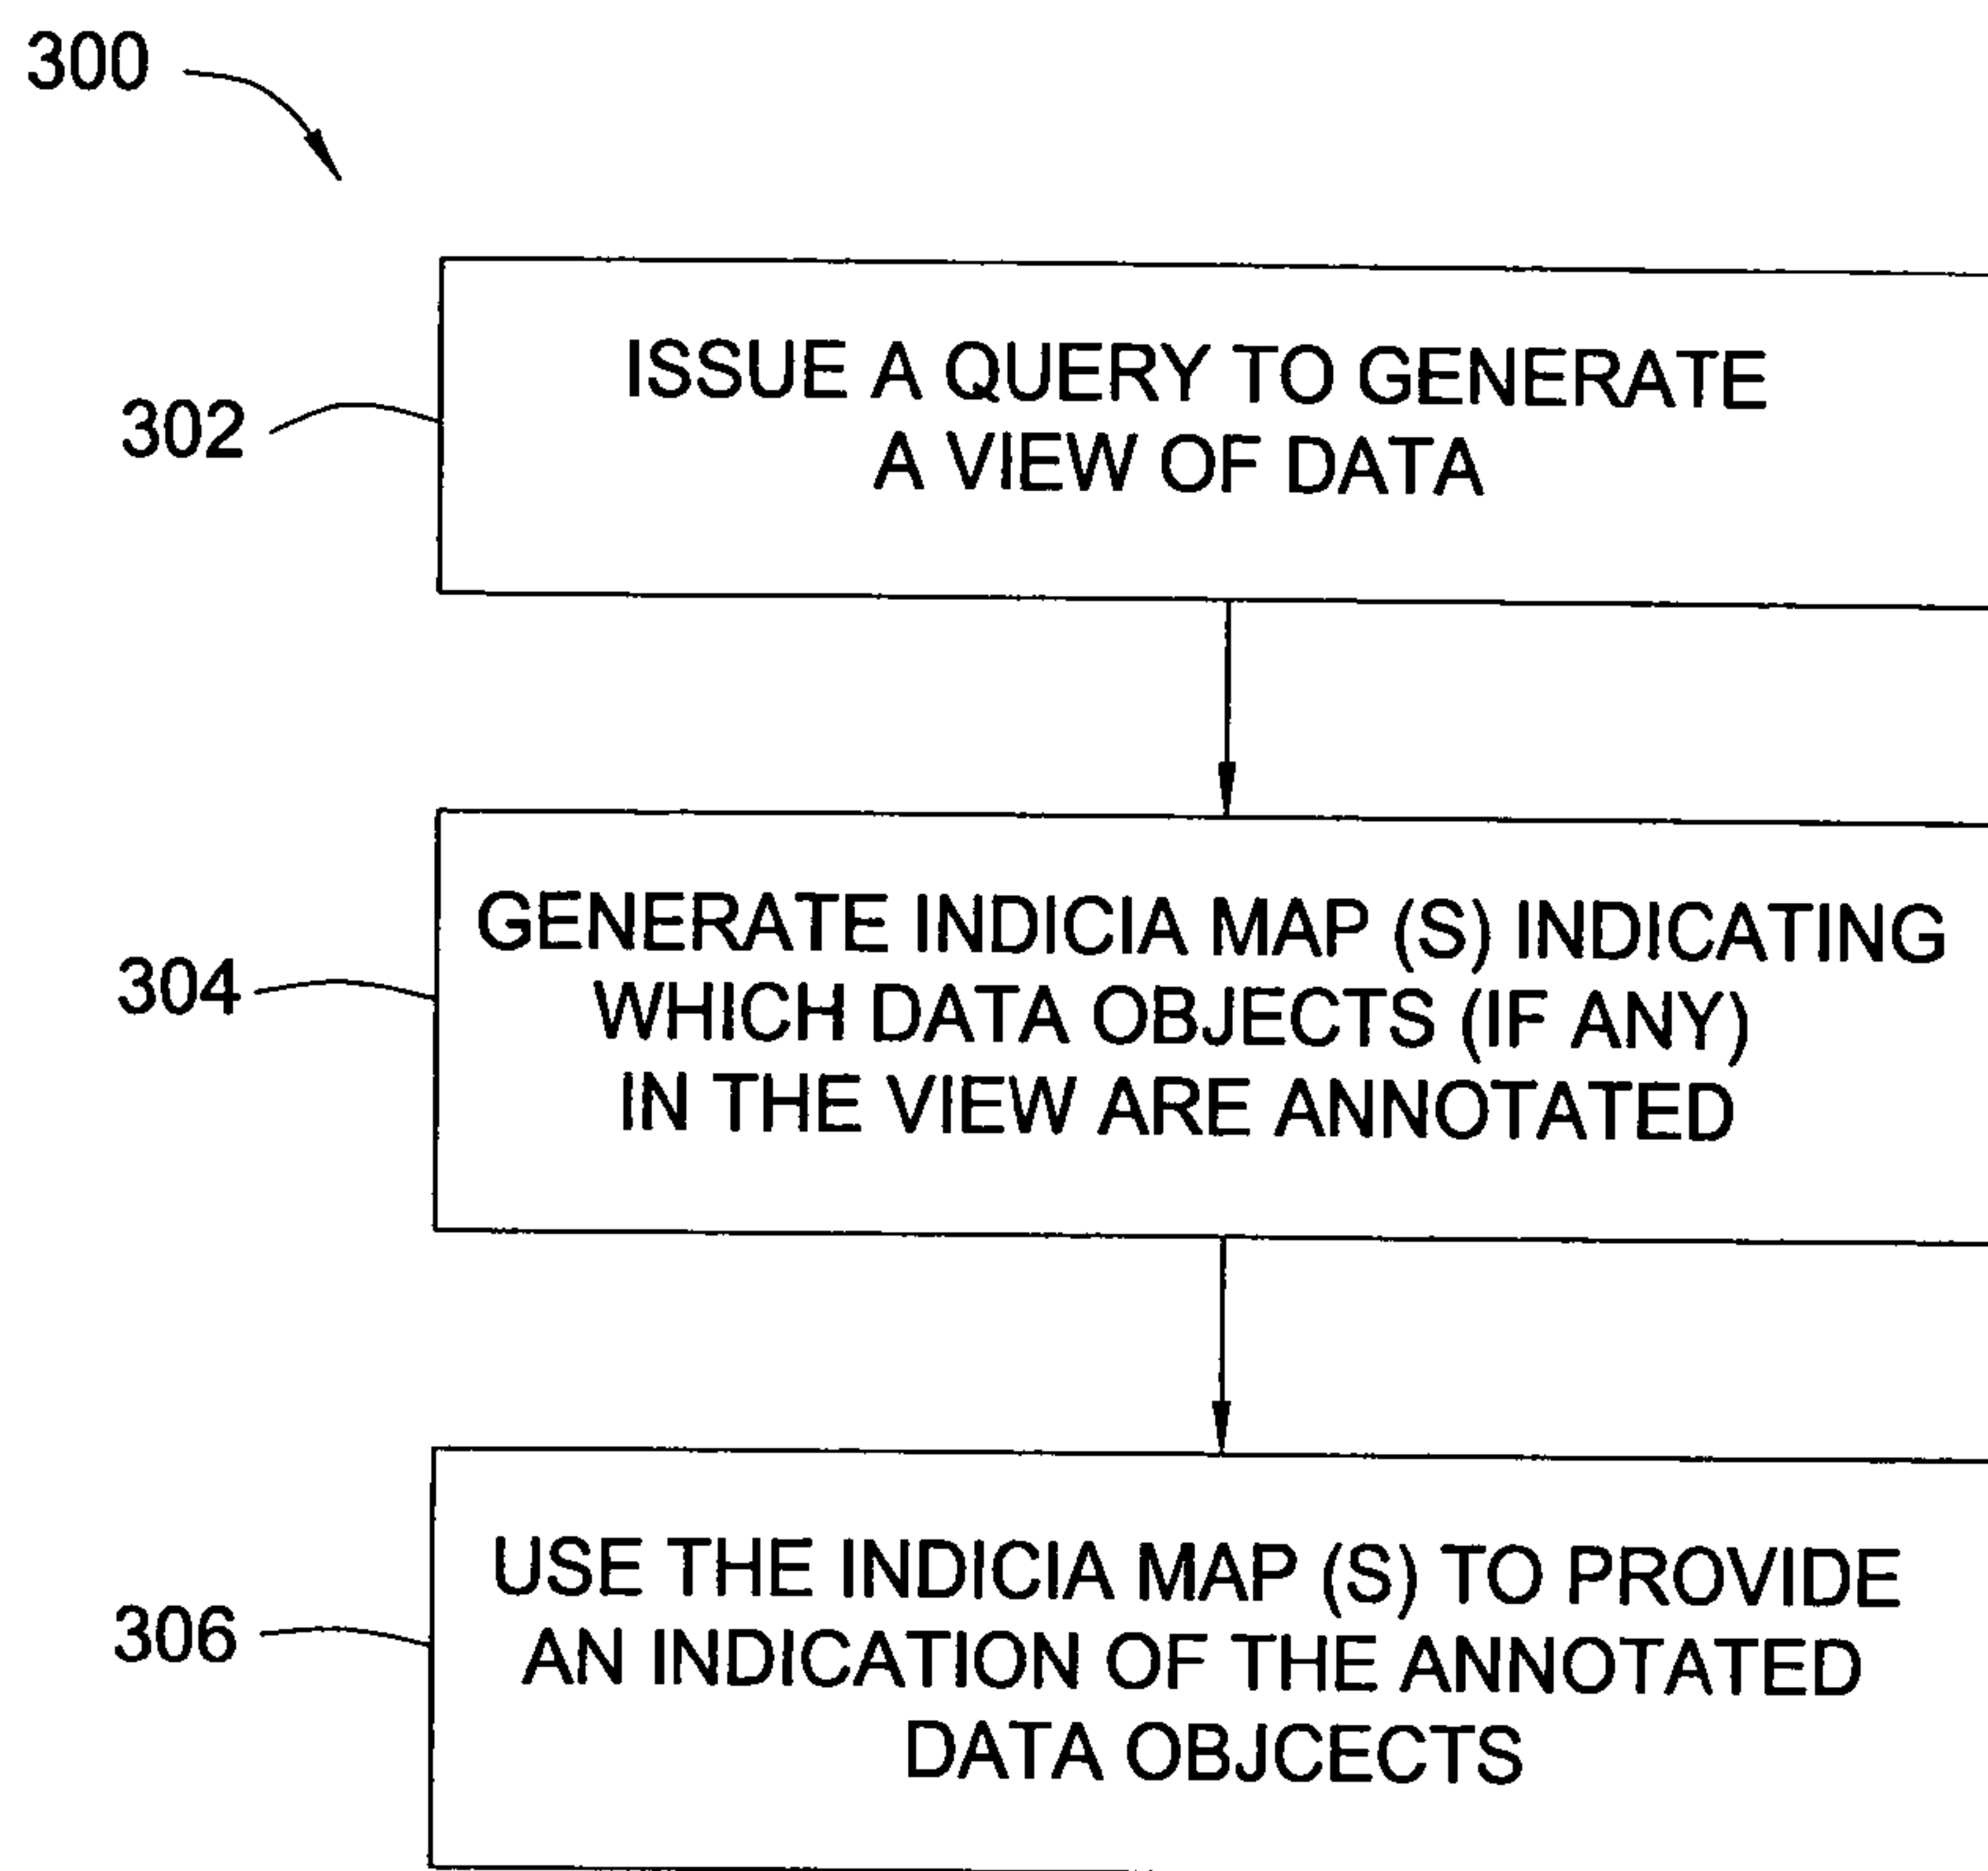 300
302
ISSUE A QUERY TO GENERATE
A VIEW OF DATA
304
GENERATE INDICIA MAP (S) INDICATING
WHICH DATA OBJECTS (IF ANY)
IN THE VIEW ARE ANNOTATED
306
USE THE INDICIA MAP (S) TO PROVIDE
AN INDICATION OF THE ANNOTATED
DATA OBJCECTS